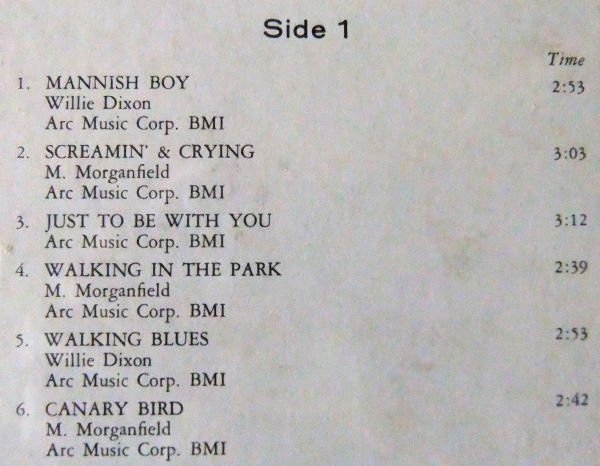 Side 1
Time
1. MANNISH BOY 2:53
Willie Dixon
Arc Music Corp. BMI
2. SCREAMIN' & CRYING 3:03
M. Morganfield
Arc Music Corp. BMI
3. JUST TO BE WITH YOU 3:12
Arc Music Corp. BMI
4. WALKING IN THE PARK 2:39
M. Morganfield
Arc Music Corp. BMI
5. WALKING BLUES 2:53
Willie Dixon
Arc Music Corp. BMI
6. CANARY BIRD 2:42
M. Morganfield
Arc Music Corp. BMI